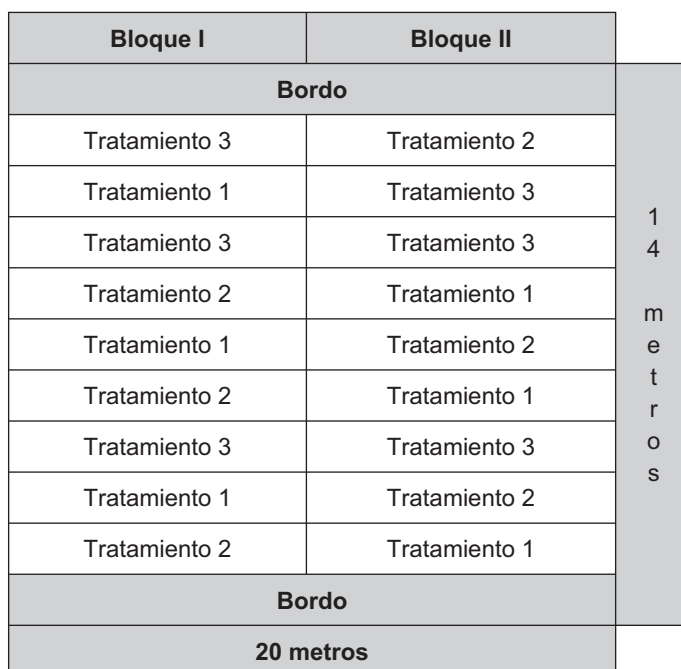 Bloque I Bloque II
Bordo
Tratamiento 3 Tratamiento 2
Tratamiento 1 Tratamiento 3
Tratamiento 3 Tratamiento 3
Tratamiento 2 Tratamiento 1
Tratamiento 1 Tratamiento 2
Tratamiento 2 Tratamiento 1
Tratamiento 3 Tratamiento 3
Tratamiento 1 Tratamiento 2
Tratamiento 2 Tratamiento 1
Bordo
20 metros
14 metros